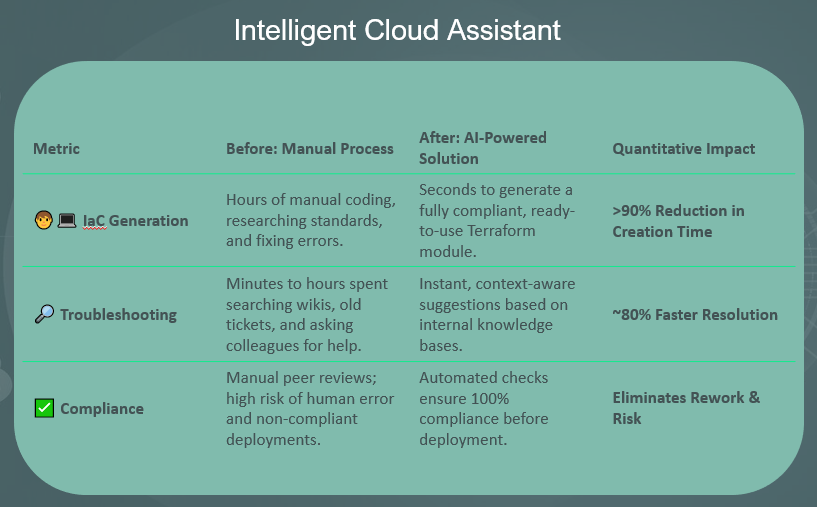 Intelligent Cloud Assistant
Metric
Before: Manual Process
After: AI-Powered
Solution
Quantitative Impact
IaC Generation
Hours of manual coding,
researching standards,
and fixing errors.
Seconds to generate a
fully compliant, ready-
to-use Terraform
module.
>90% Reduction in
Creation Time
Troubleshooting
Minutes to hours spent
searching wikis, old
tickets, and asking
colleagues for help.
Instant, context-aware
suggestions based on
internal knowledge
bases.
~80% Faster Resolution
Compliance
Manual peer reviews;
high risk of human error
and non-compliant
deployments.
Automated checks
ensure 100%
compliance before
deployment.
Eliminates Rework &
Risk